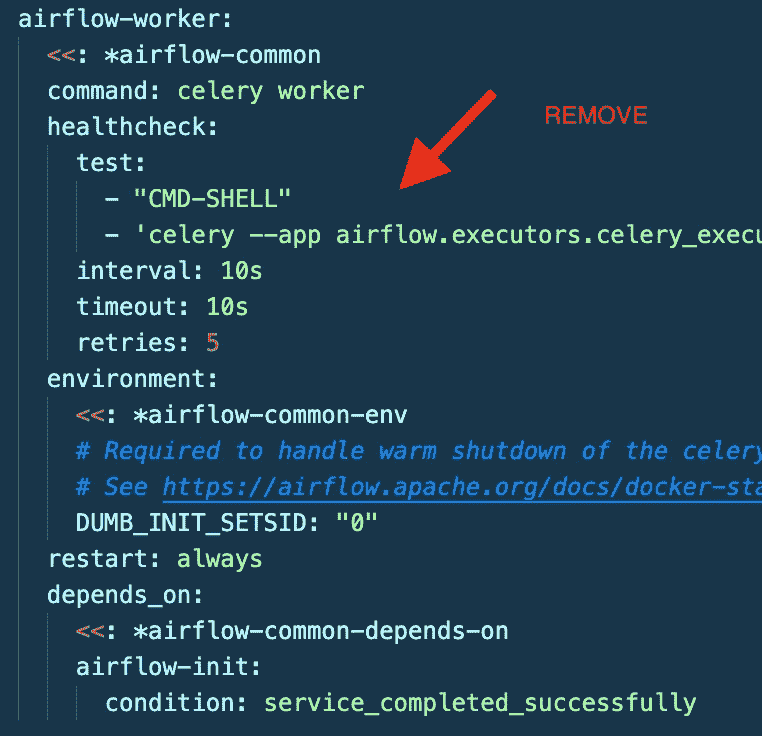 airflow-worker:
<<: *airflow-common
command: celery worker
REMOVE
healthcheck:
test:
- "CMD-SHELL"
- 'celery --app airflow.executors.celery_execu
interval: 10s
timeout: 10s
retries: 5
environment:
<<: *airflow-common-env
# Required to handle warm shutdown of the celery
# See https://airflow.apache.org/docs/docker-sta
DUMB_INIT_SETSID: "0"
restart: always
depends_on:
<<: *airflow-common-depends-on
airflow-init:
condition: service_completed_successfully